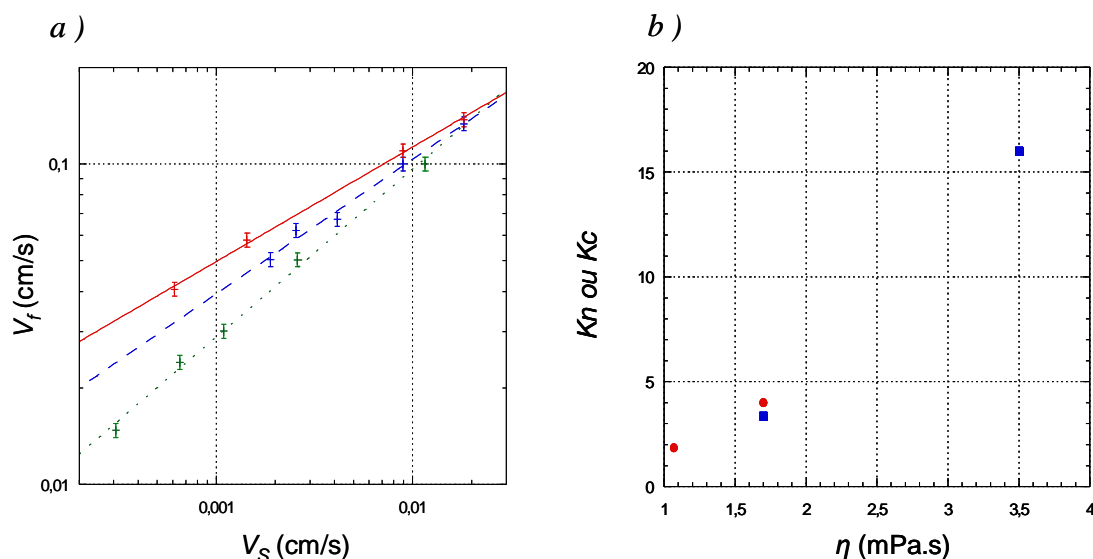 a )
b )
0,1
0,01
0,001
0,01
V_f (cm/s)
V_S (cm/s)
20
15
10
5
0
1
1,5
2
2,5
3
3,5
4
Kn ou Kc
η (mPa.s)